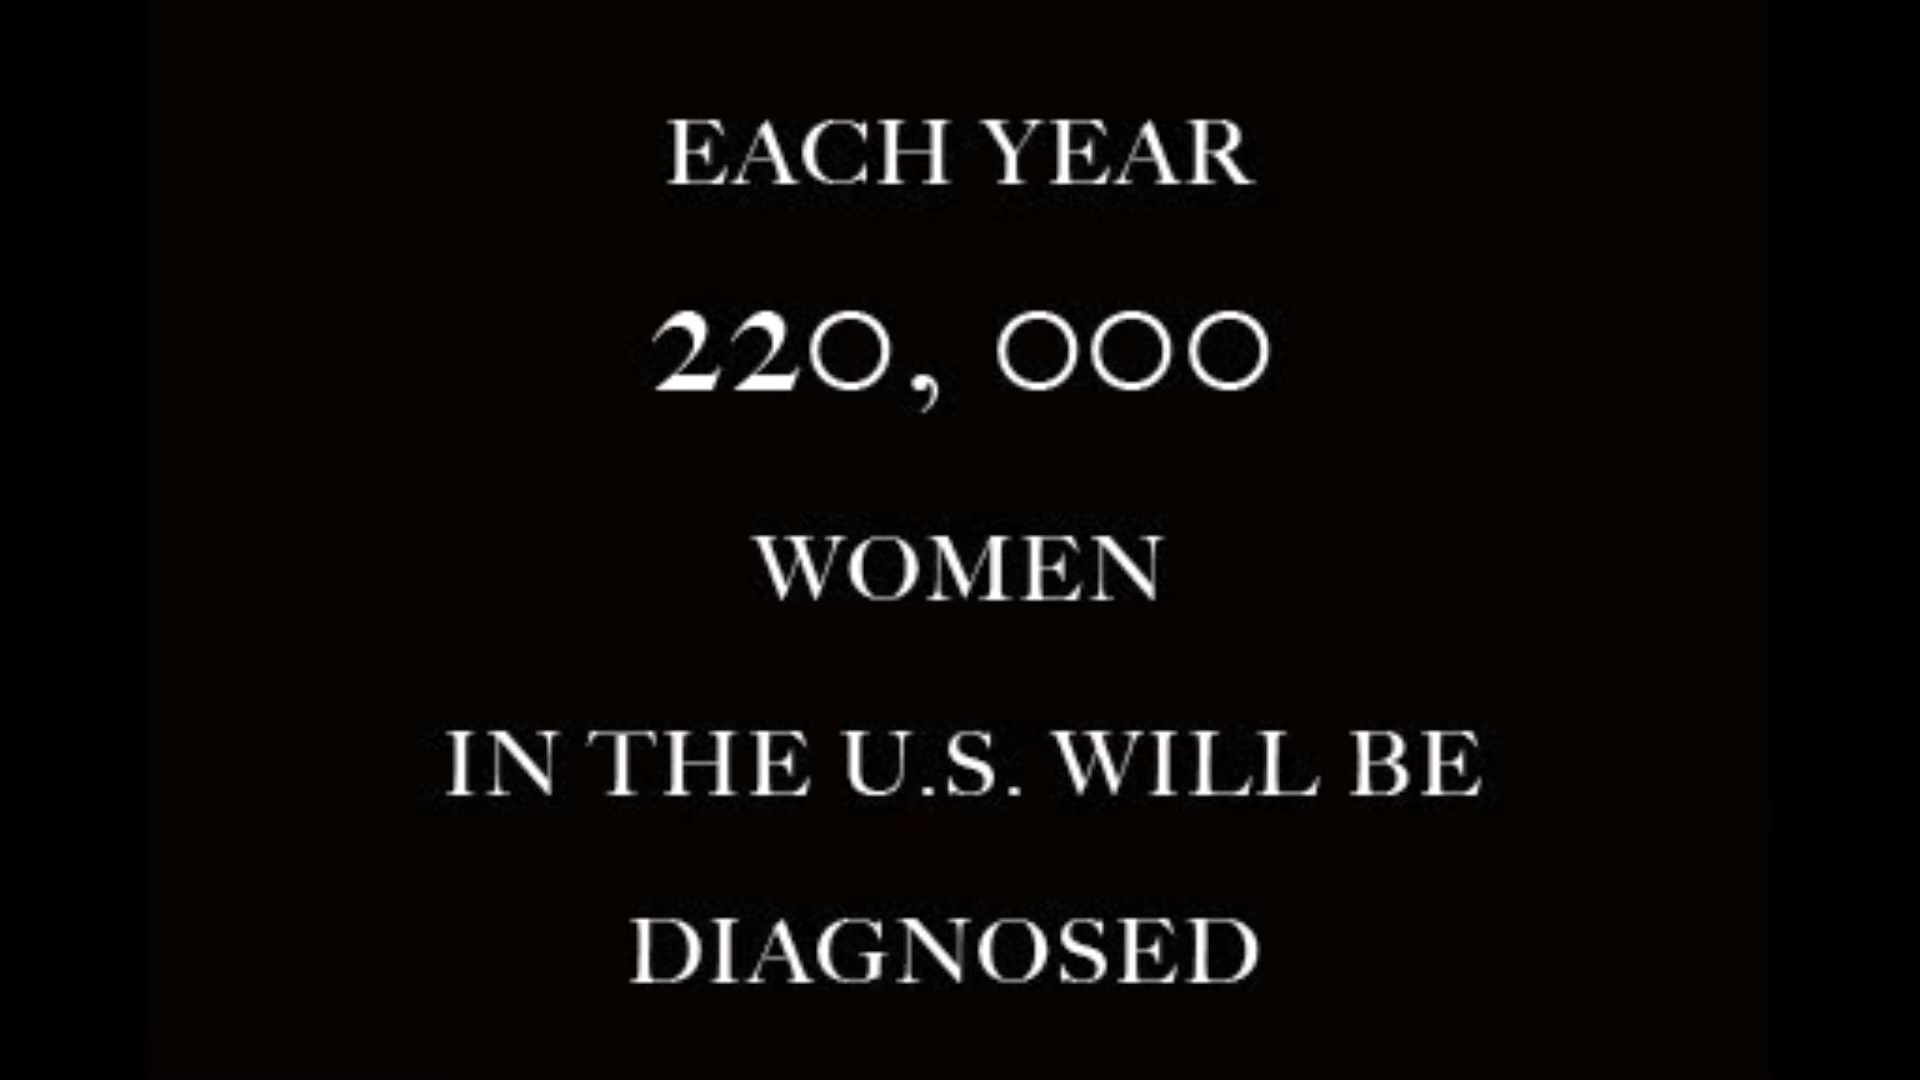 EACH YEAR
220, 000
WOMEN
IN THE U.S. WILL BE
DIAGNOSED